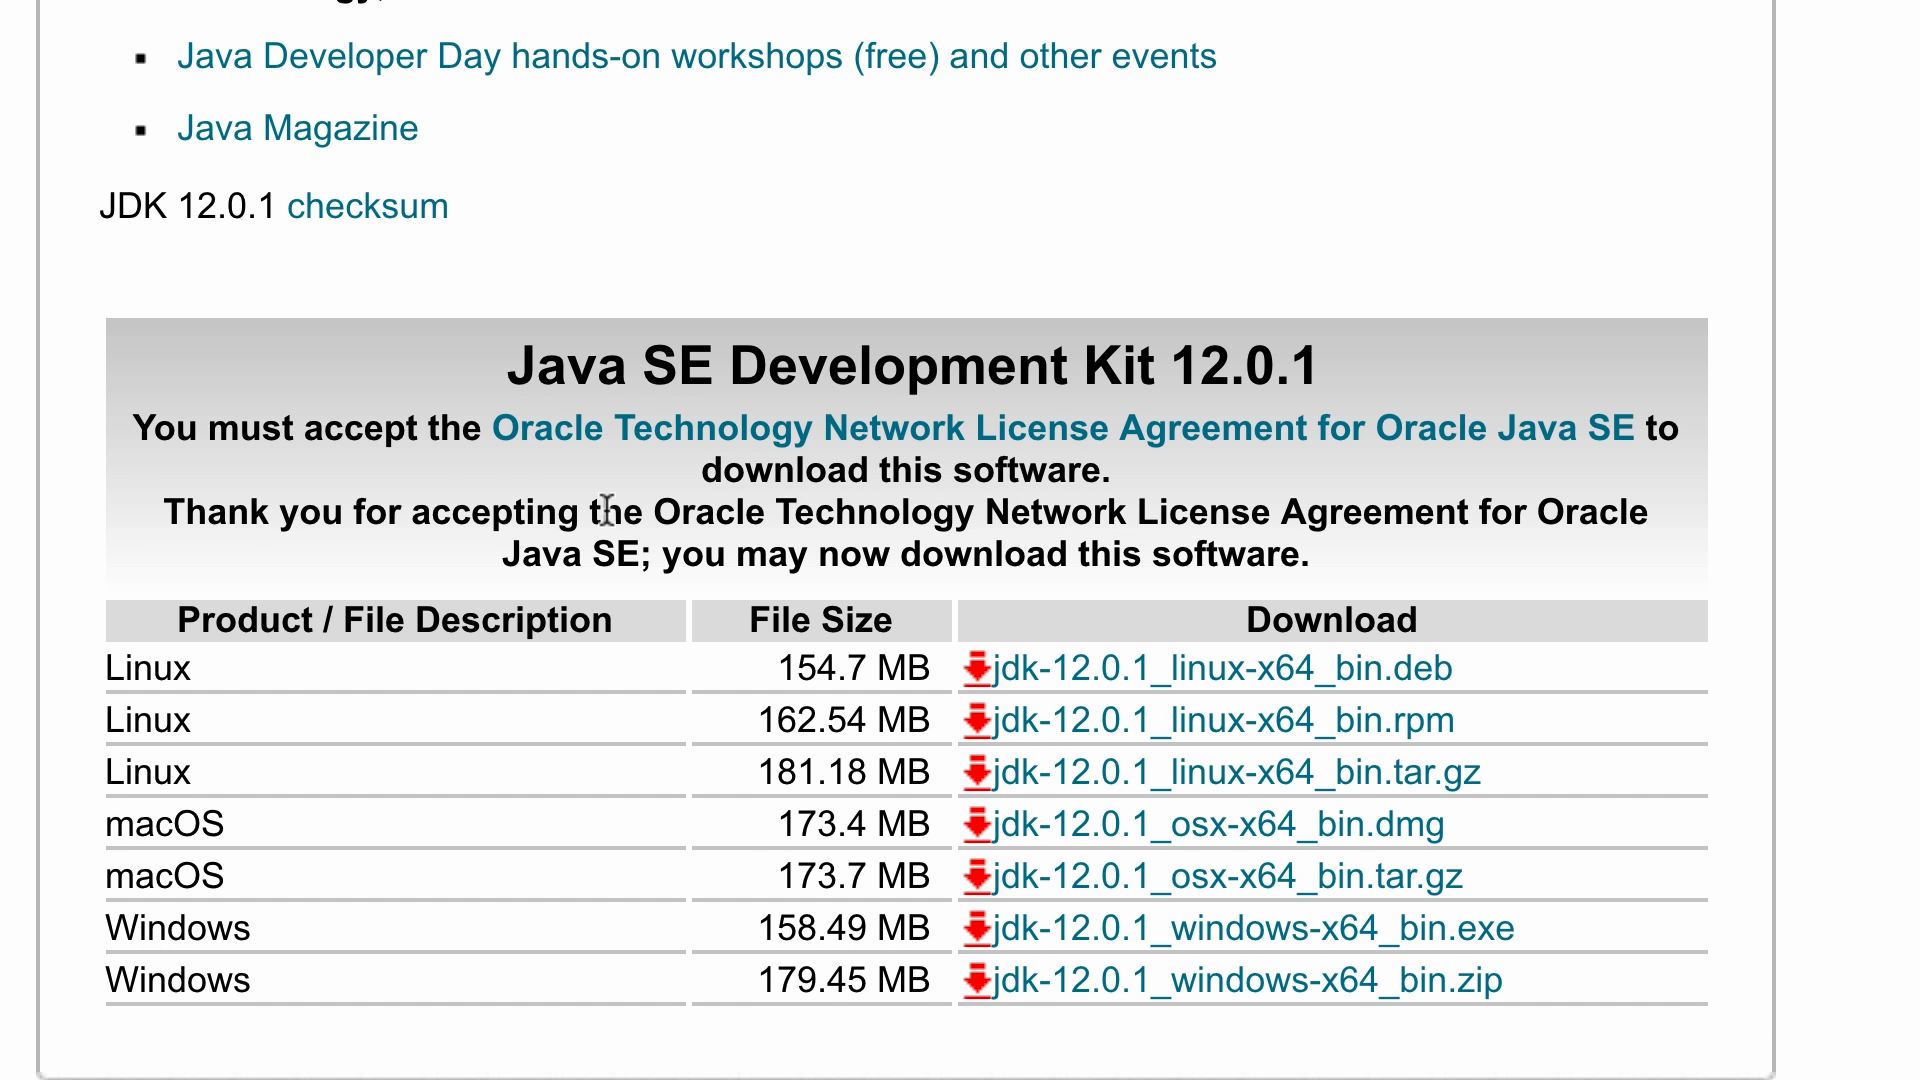 Java Developer Day hands-on workshops (free) and other events
Java Magazine
JDK 12.0.1 checksum
Java SE Development Kit 12.0.1
You must accept the Oracle Technology Network License Agreement for Oracle Java SE to
download this software.
Thank you for accepting the Oracle Technology Network License Agreement for Oracle
Java SE; you may now download this software.
Product / File Description File Size Download
Linux 154.7 MB jdk-12.0.1_linux-x64_bin.deb
Linux 162.54 MB jdk-12.0.1_linux-x64_bin.rpm
Linux 181.18 MB jdk-12.0.1_linux-x64_bin.tar.gz
macOS 173.4 MB jdk-12.0.1_osx-x64_bin.dmg
macOS 173.7 MB jdk-12.0.1_osx-x64_bin.tar.gz
Windows 158.49 MB jdk-12.0.1_windows-x64_bin.exe
Windows 179.45 MB jdk-12.0.1_windows-x64_bin.zip